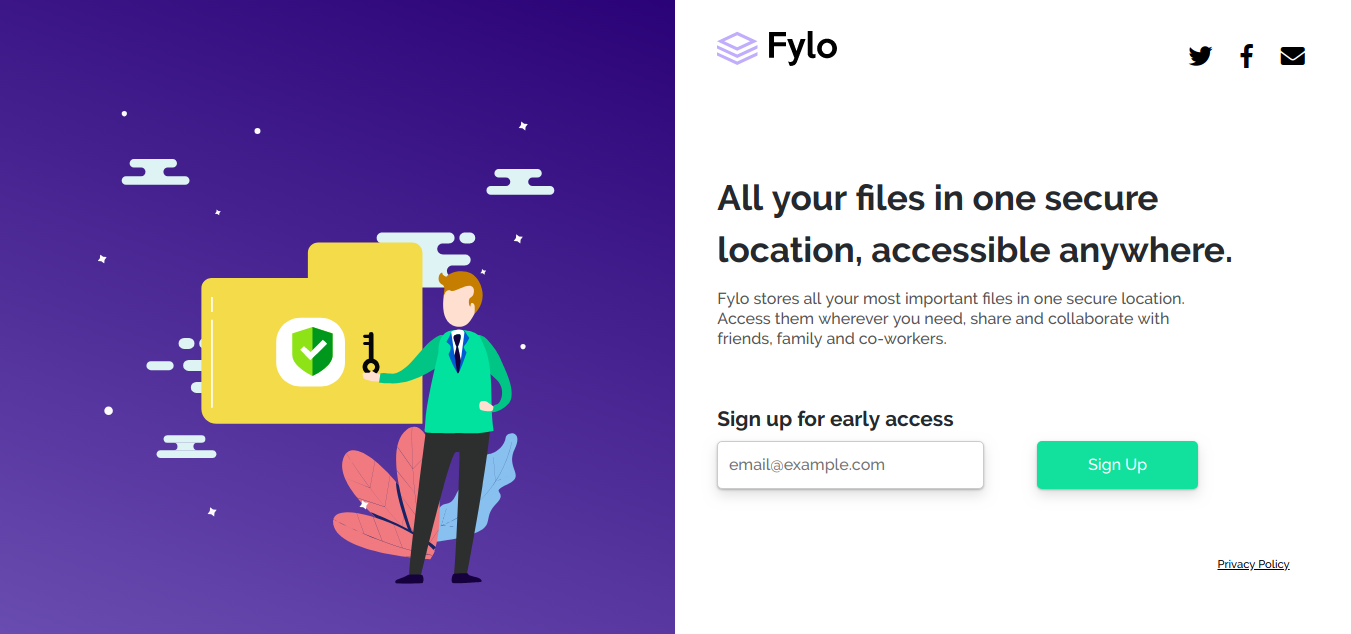 Fylo
All your files in one secure
location, accessible anywhere.
Fylo stores all your most important files in one secure location.
Access them wherever you need, share and collaborate with
friends, family and co-workers.
Sign up for early access
email@example.com
Sign Up
Privacy Policy